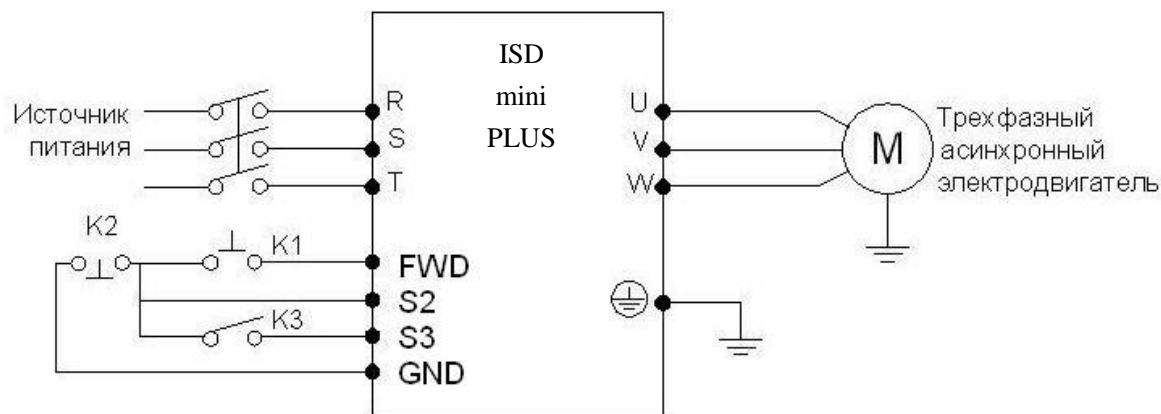 ISD
mini
PLUS
Источник
питания
R
S
T
U
V
W
M
Трехфазный
асинхронный
электродвигатель
K2
K1
K3
FWD
S2
S3
GND